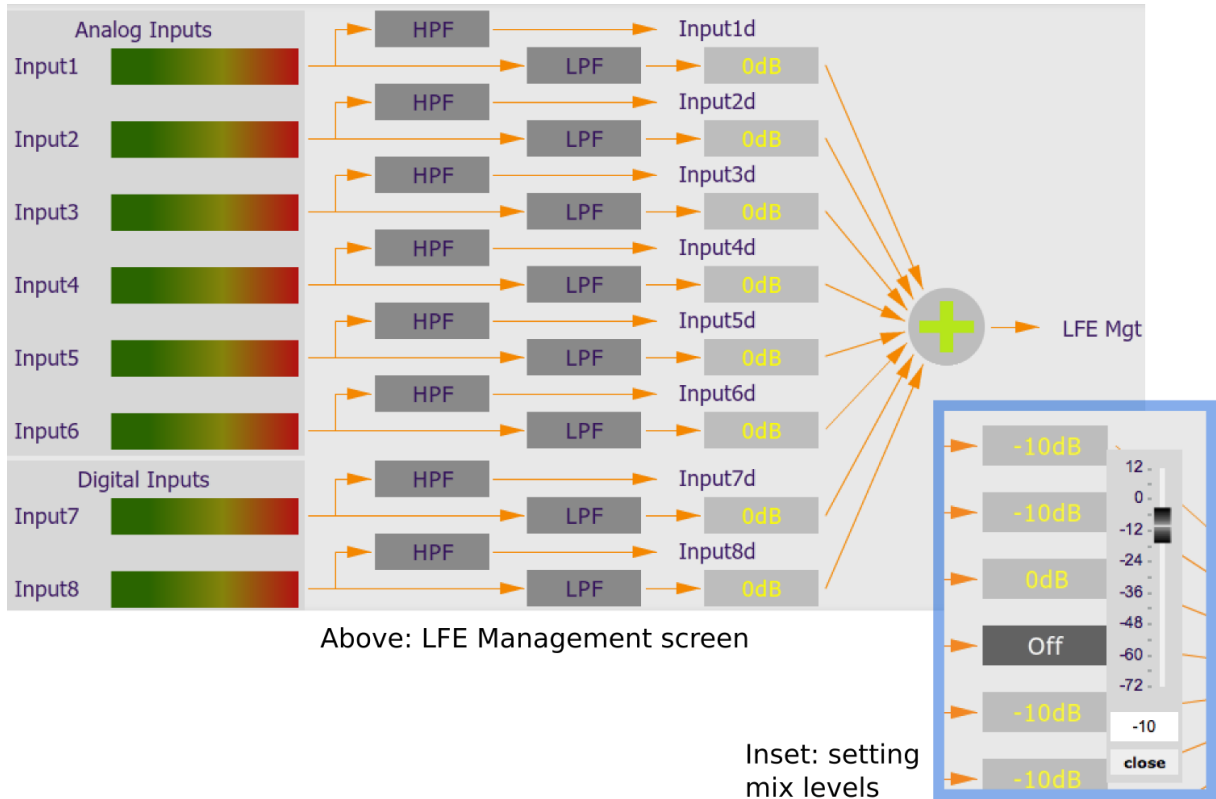 Analog Inputs
HPF Input1d
Input1 LPF 0dB
HPF Input2d
Input2 LPF 0dB
HPF Input3d
Input3 LPF 0dB
HPF Input4d
Input4 LPF 0dB
HPF Input5d
LFE Mgt
Input5 LPF 0dB
HPF Input6d
Input6 LPF 0dB
Digital Inputs
HPF Input7d
Input7 LPF 0dB
HPF Input8d
Input8 LPF 0dB
Above: LFE Management screen
-10dB
-10dB
0dB
Off
-10dB
-10dB
12
0
-12
-24
-36
-48
-60
-72
-10
close
Inset: setting
mix levels